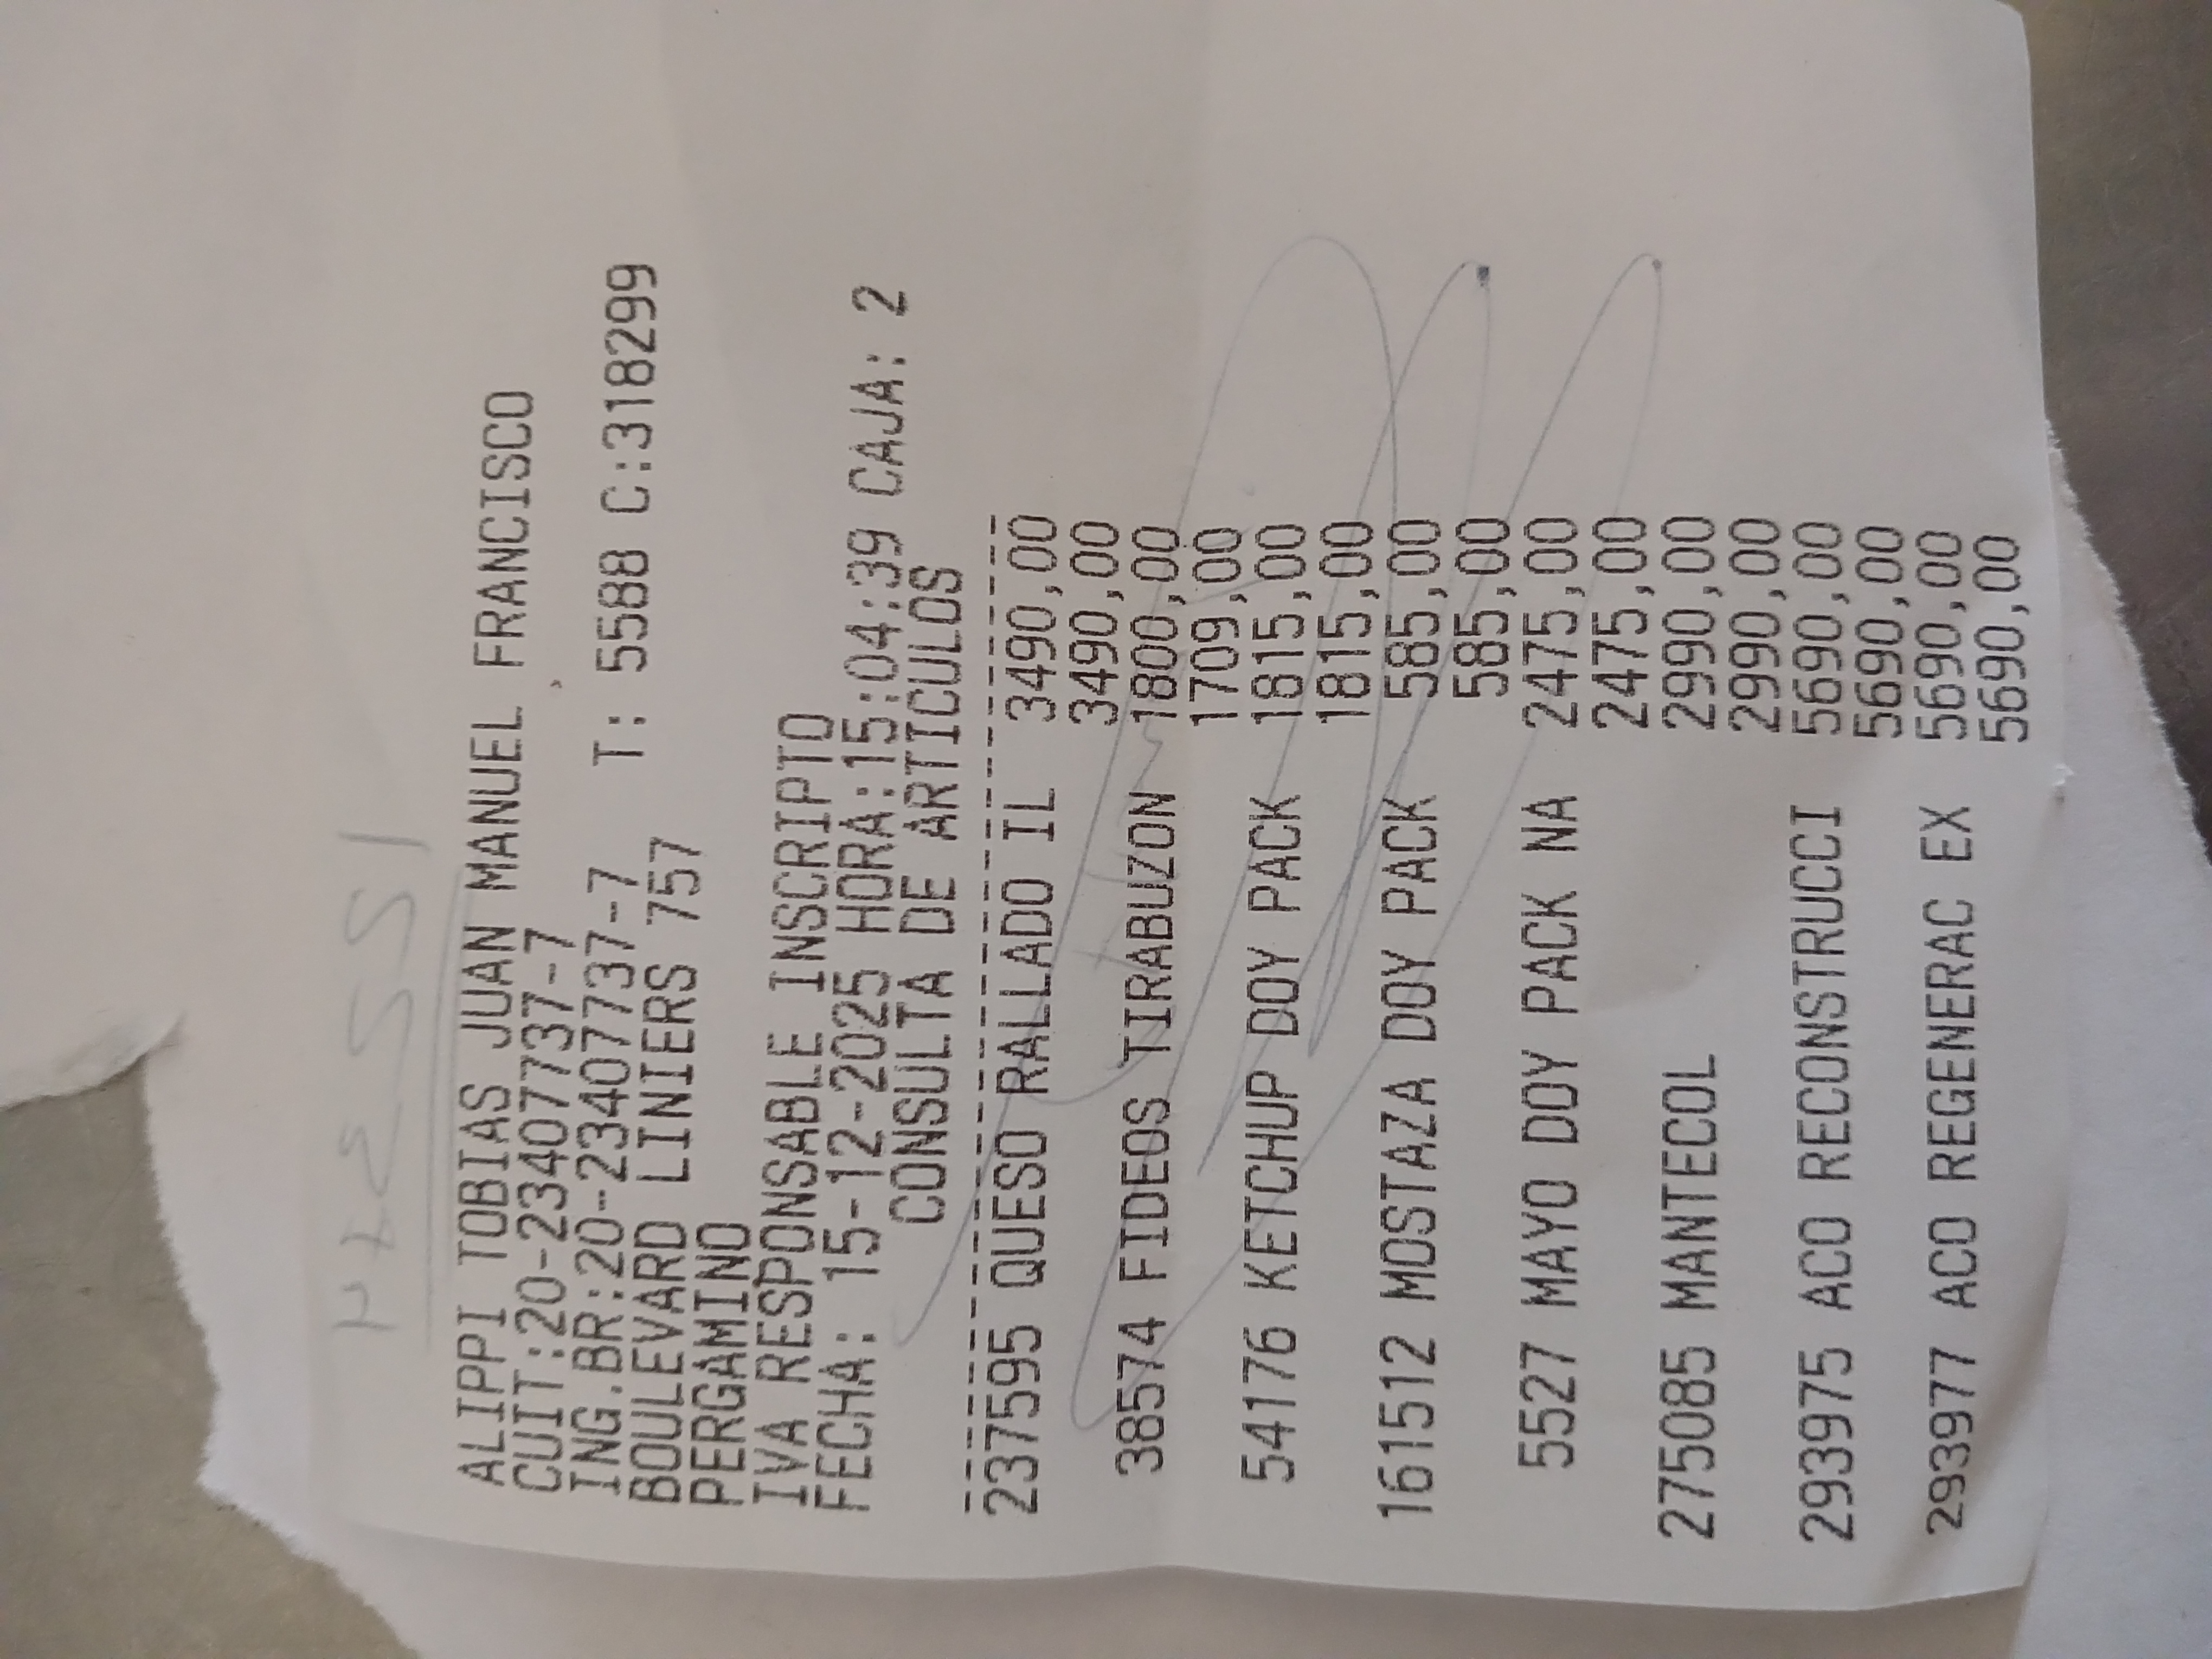 ALIPPI TOBIAS JUAN MANUEL FRANCISCO
CUIT:20-23407737-7
ING.BR:20-23407737-7 T: 5588 C:318299
BOULEVARD LINIERS 757
PERGAMINO
IVA RESPONSABLE INSCRIPTO
FECHA: 15-12-2025 HORA:15:04:39 CAJA: 2
CONSULTA DE ARTICULOS
237595 QUESO RALLADO IL 3490,00
3490,00
38574 FIDEOS TIRABUZON 1800,00
1709,00
54176 KETCHUP DOY PACK 1815,00
1815,00
161512 MOSTAZA DOY PACK 585,00
585,00
5527 MAYO DOY PACK NA 2475,00
2475,00
275085 MANTECOL 2990,00
2990,00
293975 ACO RECONSTRUCCI 5690,00
5690,00
293977 ACO REGENERAC EX 5690,00
5690,00